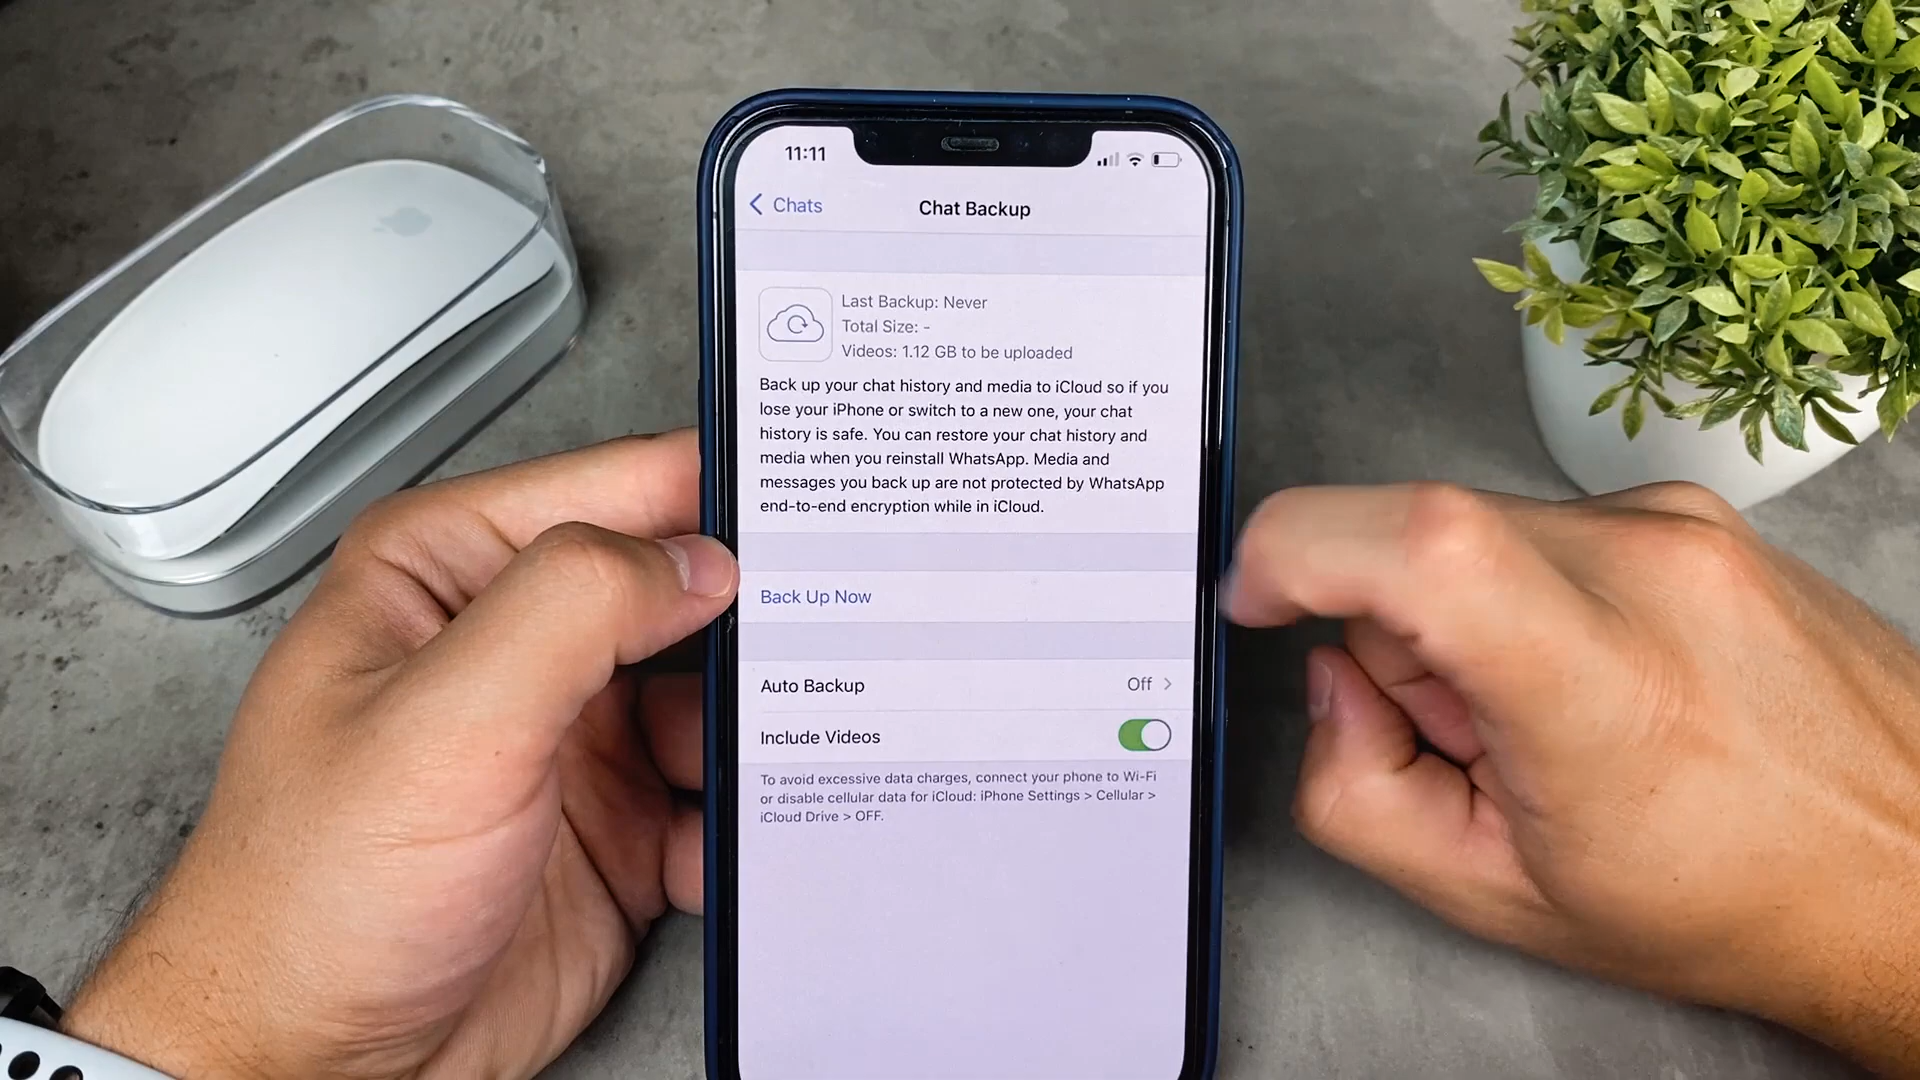 11:11
Chats
Chat Backup
Last Backup: Never
Total Size: -
Videos: 1.12 GB to be uploaded
Back up your chat history and media to iCloud so if you
lose your iPhone or switch to a new one, your chat
history is safe. You can restore your chat history and
media when you reinstall WhatsApp. Media and
messages you back up are not protected by WhatsApp
end-to-end encryption while in iCloud.
Back Up Now
Auto Backup Off
Include Videos
To avoid excessive data charges, connect your phone to Wi-Fi
or disable cellular data for iCloud: iPhone Settings > Cellular >
iCloud Drive > OFF.